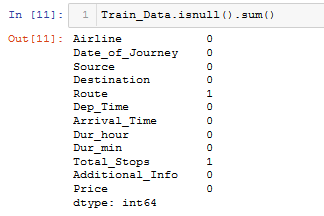 In [11]: 1 Train_Data.isnull().sum()
Out[11]: Airline 0
Date_of_Journey 0
Source 0
Destination 0
Route 1
Dep_Time 0
Arrival_Time 0
Dur_hour 0
Dur_min 0
Total_Stops 1
Additional_Info 0
Price 0
dtype: int64